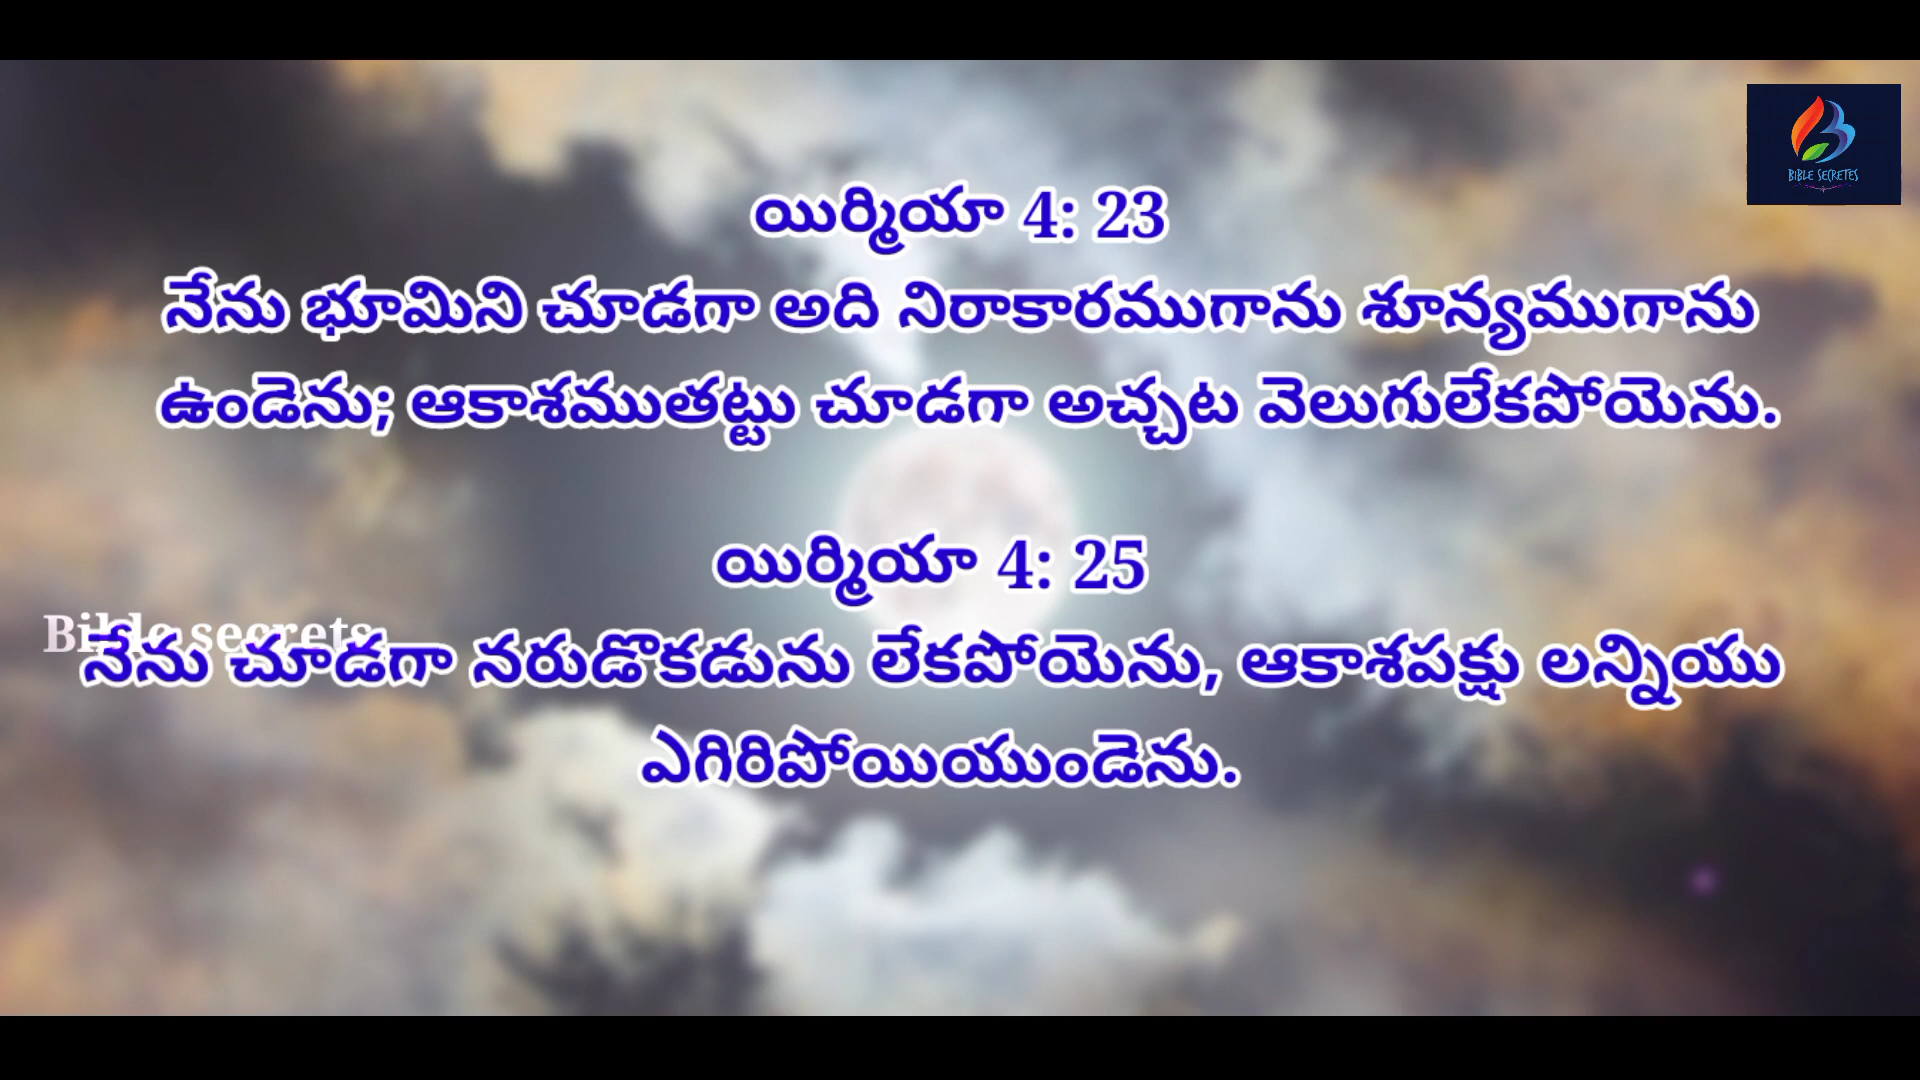 BIBLE SECRETES
యిర్మియా 4: 23
నేను భూమిని చూడగా అది నిరాకారముగాను శూన్యముగాను
ఉండెను; ఆకాశముతట్టు చూడగా అచ్చట వెలుగులేకపోయెను.
యిర్మియా 4: 25
Bible secrets
నేను చూడగా నరుడొకడును లేకపోయెను, ఆకాశపక్షు లన్నియు
ఎగిరిపోయియుండెను.